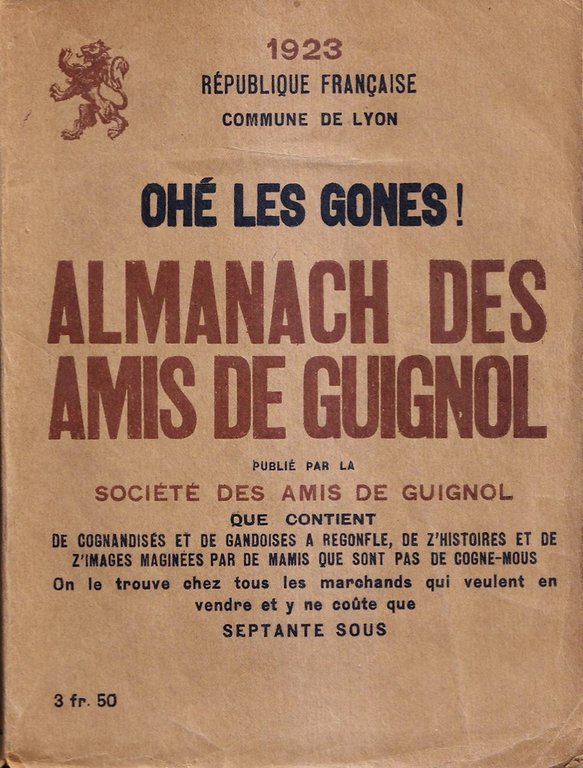 1923
RÉPUBLIQUE FRANÇAISE
COMMUNE DE LYON
OHÉ LES GONES!
ALMANACH DES
AMIS DE GUIGNOL
PUBLIÉ PAR LA
SOCIÉTÉ DES AMIS DE GUIGNOL
QUE CONTIENT
DE COGNANDISES ET DE GANDOISES A REGONFLE, DE Z'HISTOIRES ET DE
Z'IMAGES MAGINÉES PAR DE MAMIS QUE SONT PAS DE COGNE-MOUS
On le trouve chez tous les marchands qui veulent en
vendre et y ne coûte que
SEPTANTE SOUS
3 fr. 50